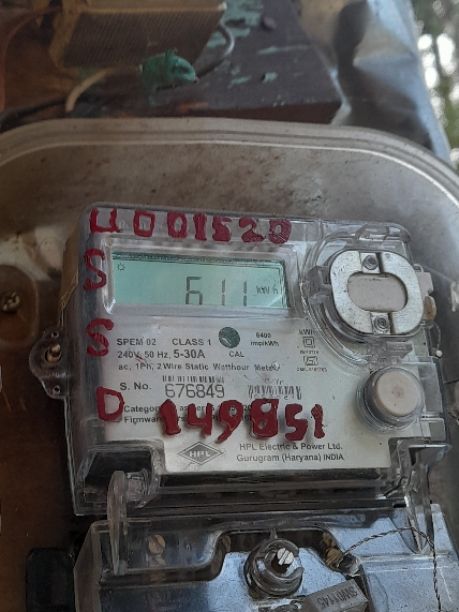 U001520
S
S
D
611 kWh
SPEM 02 CLASS 1 6400
240V, 50 Hz, 5-30A CAL imp/kWh
ac, 1Ph, 2 Wire Static Watthour Meter
S. No. 676849
149851
HPL HPL Electric & Power Ltd.
Gurugram (Haryana) INDIA